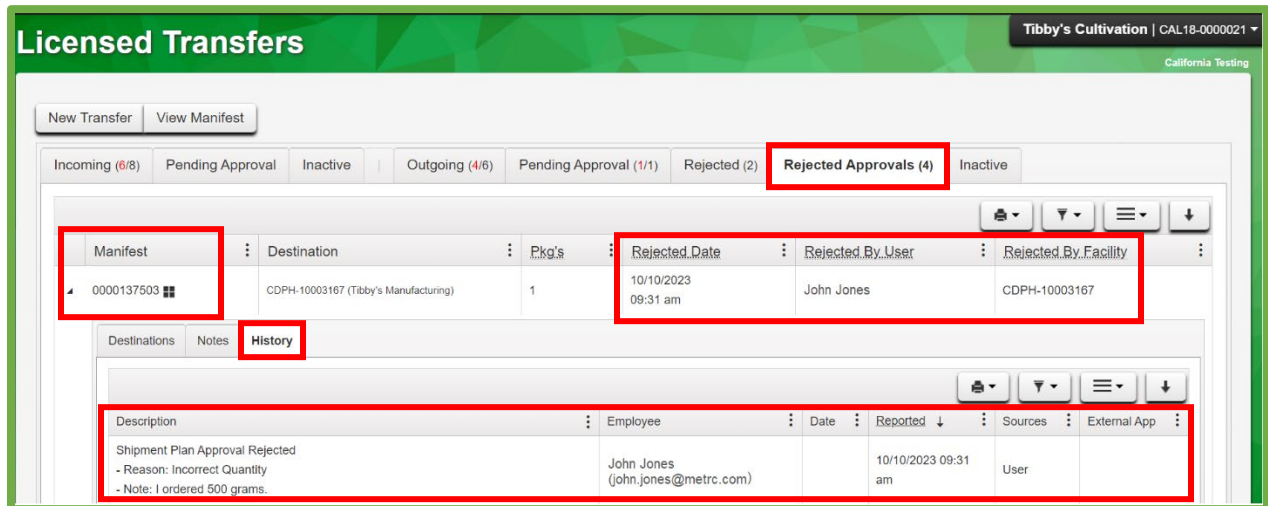 Licensed Transfers
Tibby's Cultivation | CAL18-0000021
California Testing
New Transfer View Manifest
Incoming (6/8) Pending Approval Inactive Outgoing (4/6) Pending Approval (1/1) Rejected (2) Rejected Approvals (4) Inactive
Manifest Destination Pkg's Rejected Date Rejected By User Rejected By Facility
0000137503 CDPH-10003167 (Tibby's Manufacturing) 1 10/10/2023 John Jones CDPH-10003167
09:31 am
Destinations Notes History
Description Employee Date Reported ↓ Sources External App
Shipment Plan Approval Rejected
- Reason: Incorrect Quantity
- Note: I ordered 500 grams.
John Jones
(john.jones@metrc.com)
10/10/2023 09:31
am
User